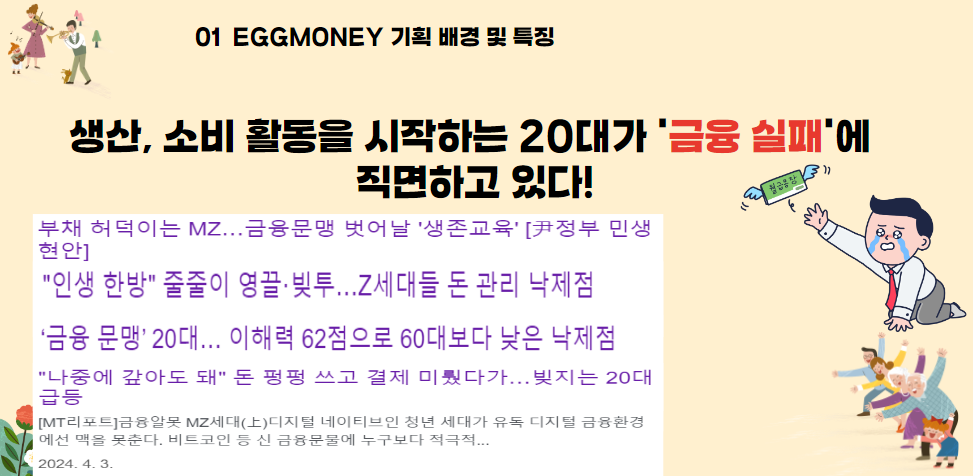 01 EGGMONEY 기획 배경 및 특징
생산, 소비 활동을 시작하는 20대가 '금융 실패'에
직면하고 있다!
월급통장
부채 허덕이는 MZ…금융문맹 벗어날 '생존교육' [尹정부 민생
현안]
"인생 한방" 줄줄이 영끌·빚투…Z세대들 돈 관리 낙제점
‘금융 문맹’ 20대… 이해력 62점으로 60대보다 낮은 낙제점
"나중에 갚아도 돼" 돈 펑펑 쓰고 결제 미뤘다가…빚지는 20대
급등
[MT리포트]금융알못 MZ세대(上)디지털 네이티브인 청년 세대가 유독 디지털 금융환경
에선 맥을 못춘다. 비트코인 등 신 금융문물에 누구보다 적극적...
2024. 4. 3.